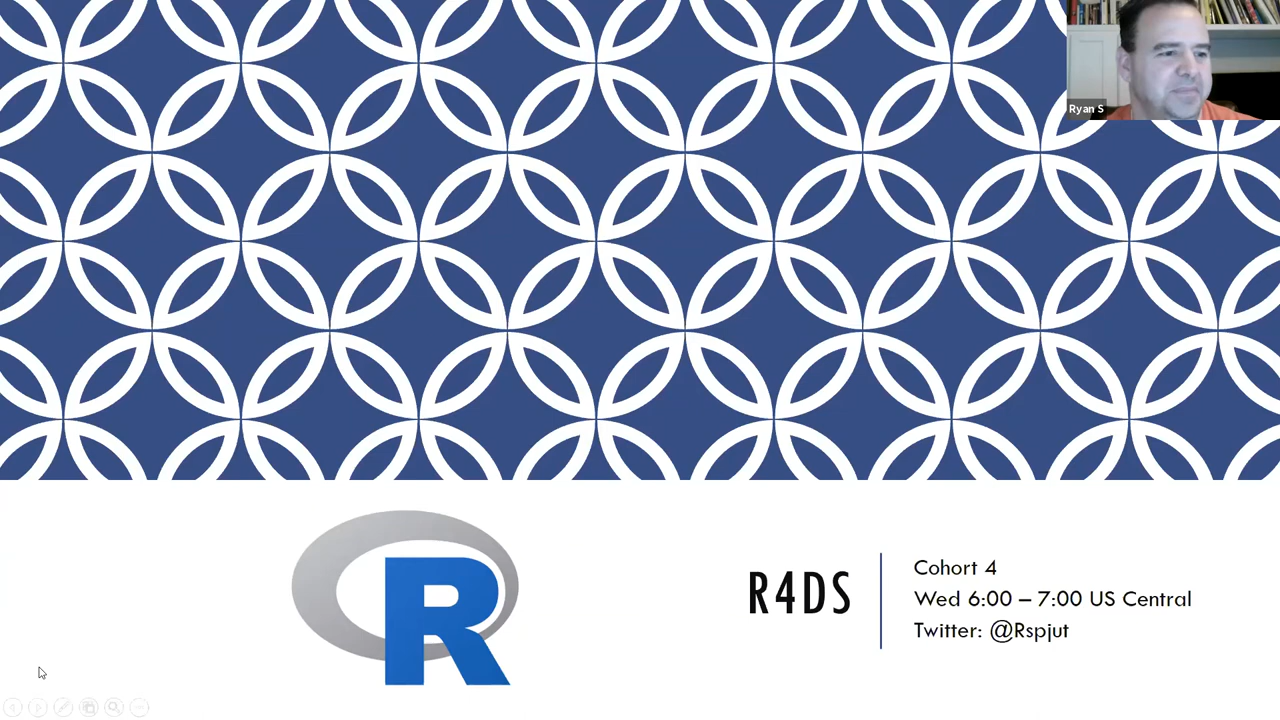 Ryan S
R
R4DS
Cohort 4
Wed 6:00 – 7:00 US Central
Twitter: @Rspjut